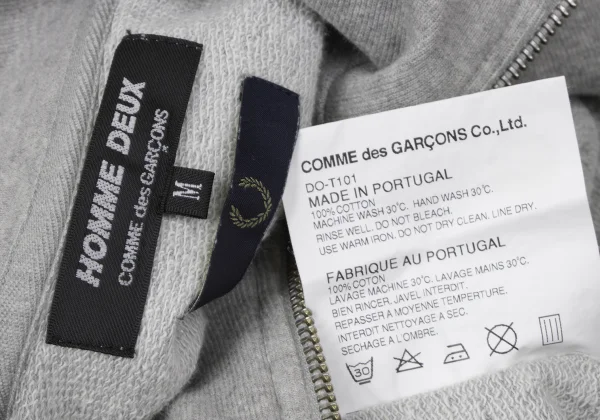 HOMME DEUX
COMME des GARÇONS
M
COMME des GARÇONS Co.,Ltd.
DO-T101
MADE IN PORTUGAL
100% COTTON
MACHINE WASH 30℃. HAND WASH 30℃.
RINSE WELL. DO NOT BLEACH.
USE WARM IRON. DO NOT DRY CLEAN. LINE DRY.
FABRIQUE AU PORTUGAL
100% COTON
LAVAGE MACHINE 30℃. LAVAGE MAINS 30℃.
BIEN RINCER. JAVEL INTERDIT.
REPASSER A MOYENNE TEMPERATURE.
INTERDIT NETTOYAGE A SEC.
SECHAGE A L'OMBRE.
30